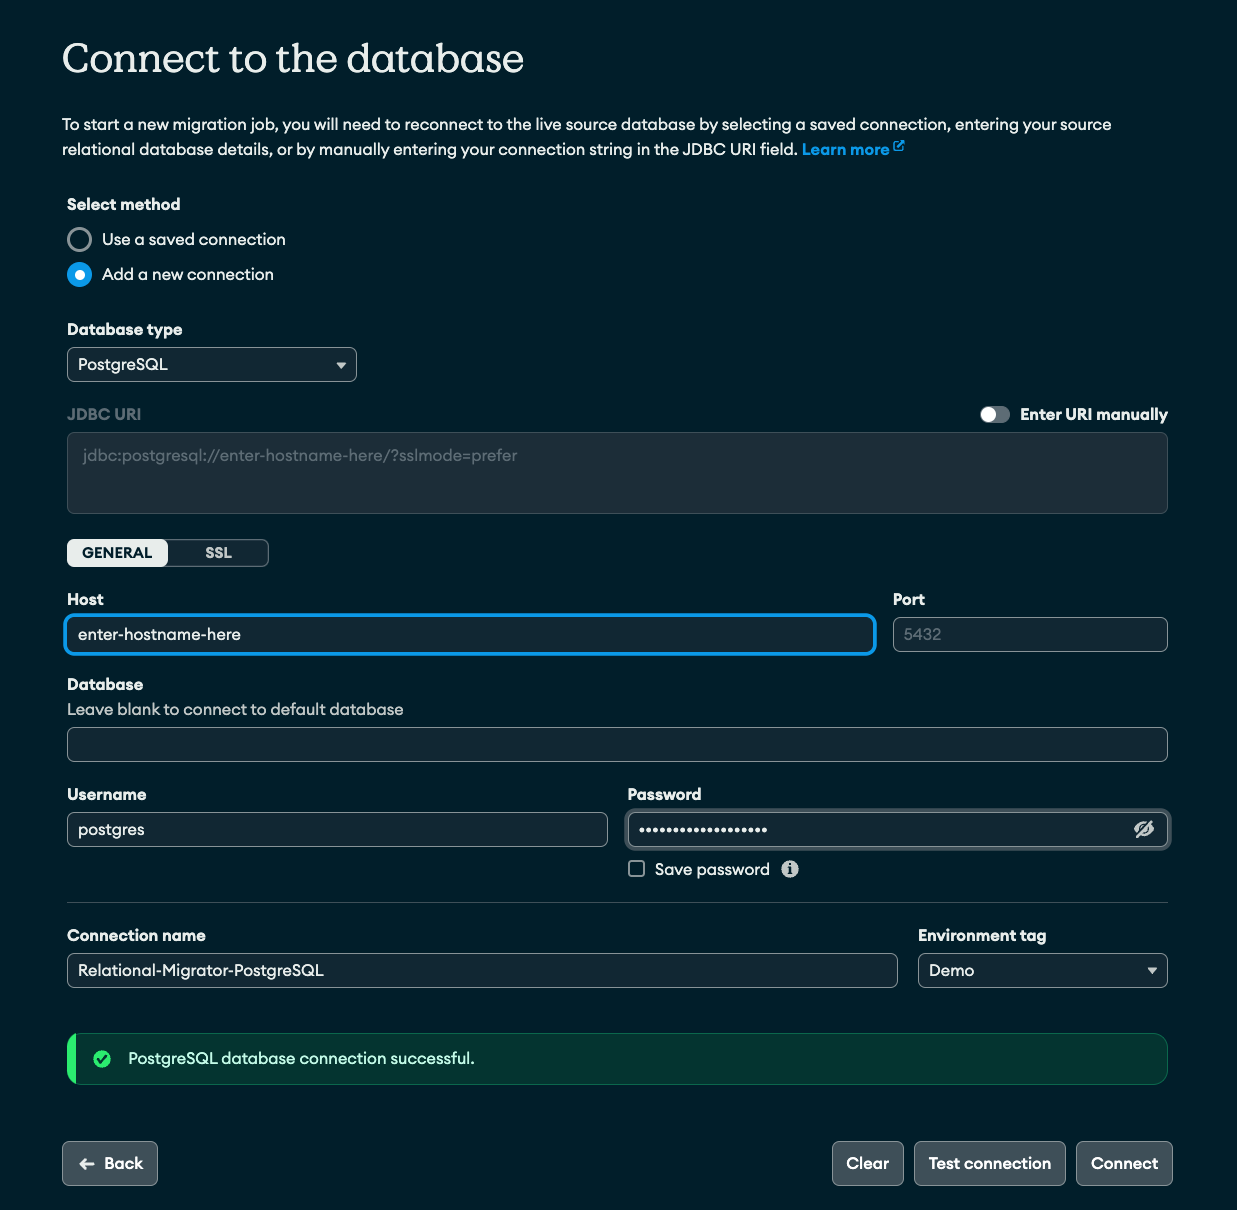 Connect to the database
To start a new migration job, you will need to reconnect to the live source database by selecting a saved connection, entering your source
relational database details, or by manually entering your connection string in the JDBC URI field. Learn more
Select method
Use a saved connection
Add a new connection
Database type
PostgreSQL
JDBC URI
Enter URI manually
jdbc:postgresql://enter-hostname-here/?sslmode=prefer
GENERAL SSL
Host Port
enter-hostname-here 5432
Database
Leave blank to connect to default database
Username Password
postgres •••••••••••••••••••
Save password
Connection name Environment tag
Relational-Migrator-PostgreSQL Demo
PostgreSQL database connection successful.
Back Clear Test connection Connect